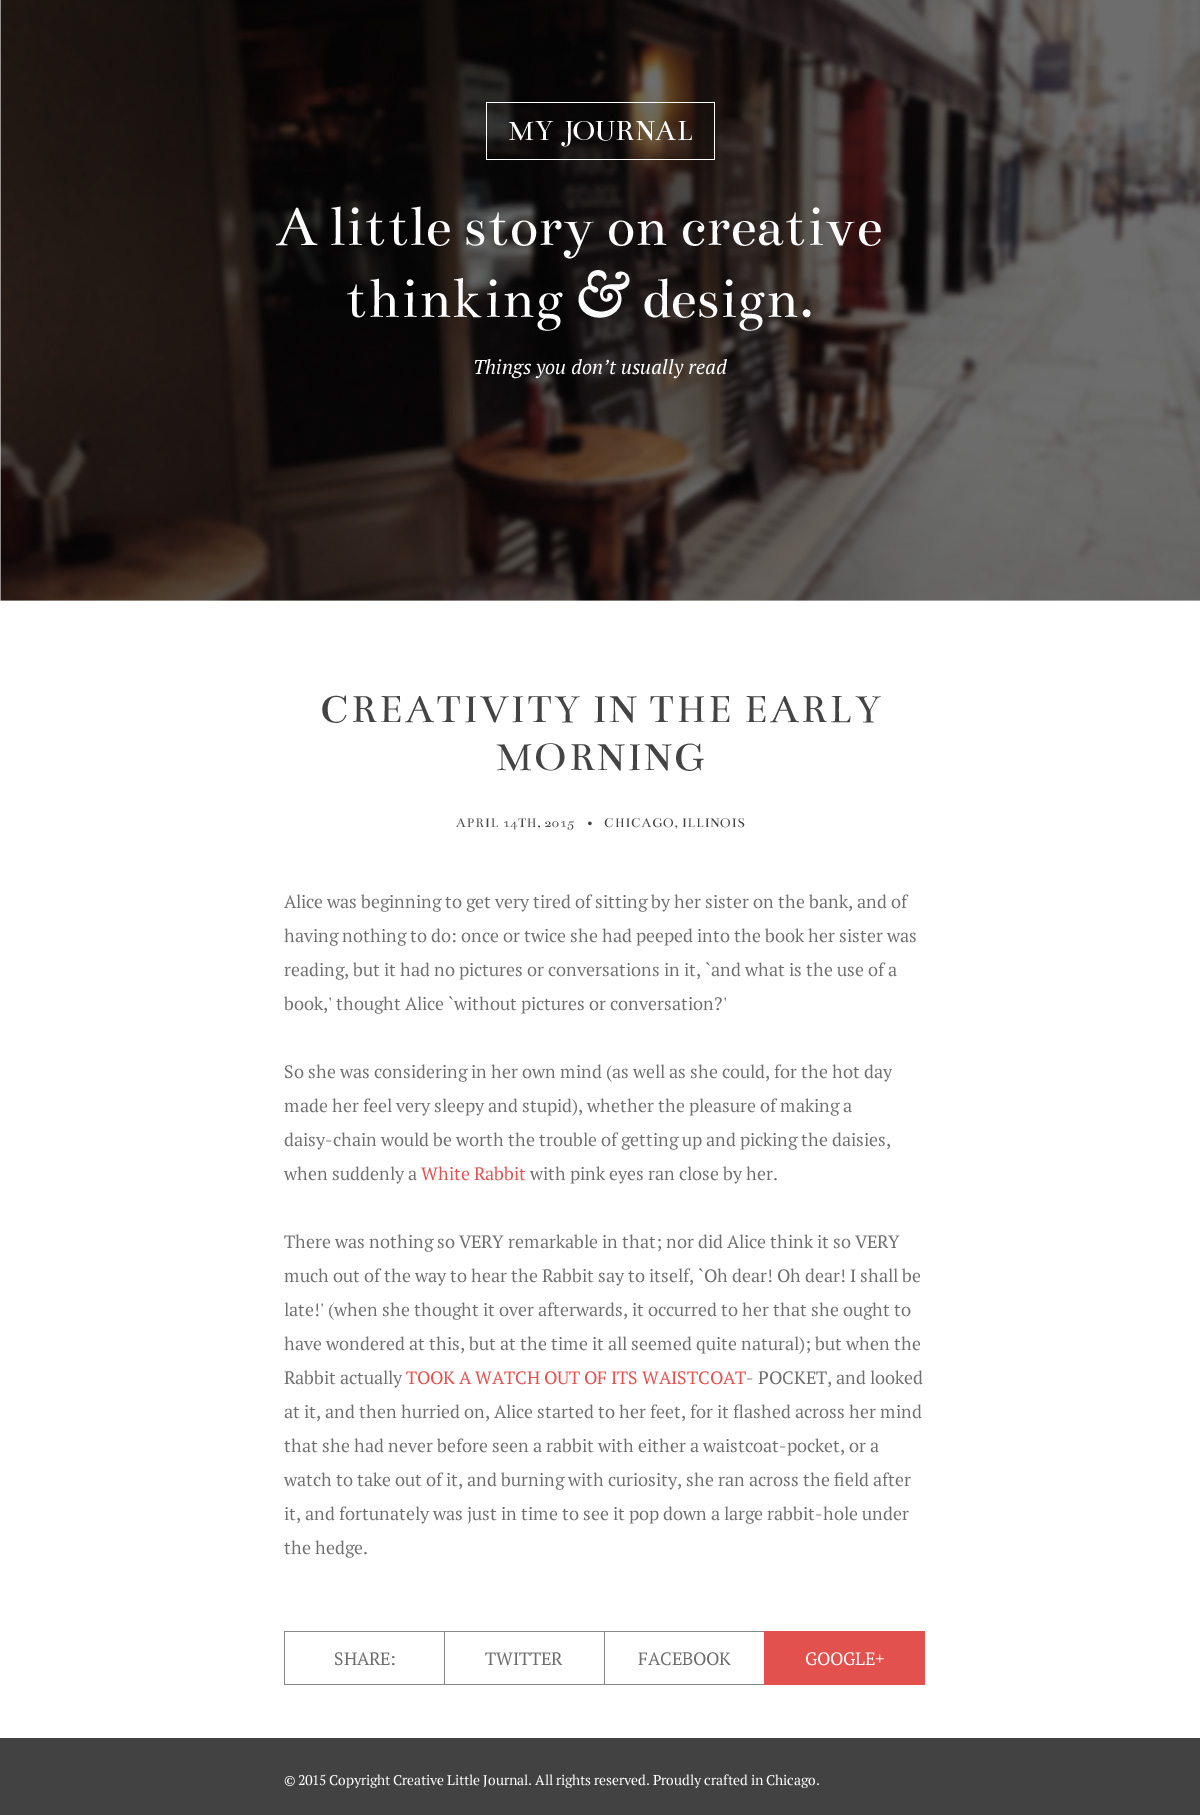 MY JOURNAL
A little story on creative
thinking & design.
Things you don’t usually read
CREATIVITY IN THE EARLY
MORNING
APRIL 14TH, 2015 • CHICAGO, ILLINOIS
Alice was beginning to get very tired of sitting by her sister on the bank, and of
having nothing to do: once or twice she had peeped into the book her sister was
reading, but it had no pictures or conversations in it, `and what is the use of a
book,' thought Alice `without pictures or conversation?'
So she was considering in her own mind (as well as she could, for the hot day
made her feel very sleepy and stupid), whether the pleasure of making a
daisy-chain would be worth the trouble of getting up and picking the daisies,
when suddenly a White Rabbit with pink eyes ran close by her.
There was nothing so VERY remarkable in that; nor did Alice think it so VERY
much out of the way to hear the Rabbit say to itself, `Oh dear! Oh dear! I shall be
late!' (when she thought it over afterwards, it occurred to her that she ought to
have wondered at this, but at the time it all seemed quite natural); but when the
Rabbit actually TOOK A WATCH OUT OF ITS WAISTCOAT- POCKET, and looked
at it, and then hurried on, Alice started to her feet, for it flashed across her mind
that she had never before seen a rabbit with either a waistcoat-pocket, or a
watch to take out of it, and burning with curiosity, she ran across the field after
it, and fortunately was just in time to see it pop down a large rabbit-hole under
the hedge.
SHARE: TWITTER FACEBOOK GOOGLE+
© 2015 Copyright Creative Little Journal. All rights reserved. Proudly crafted in Chicago.